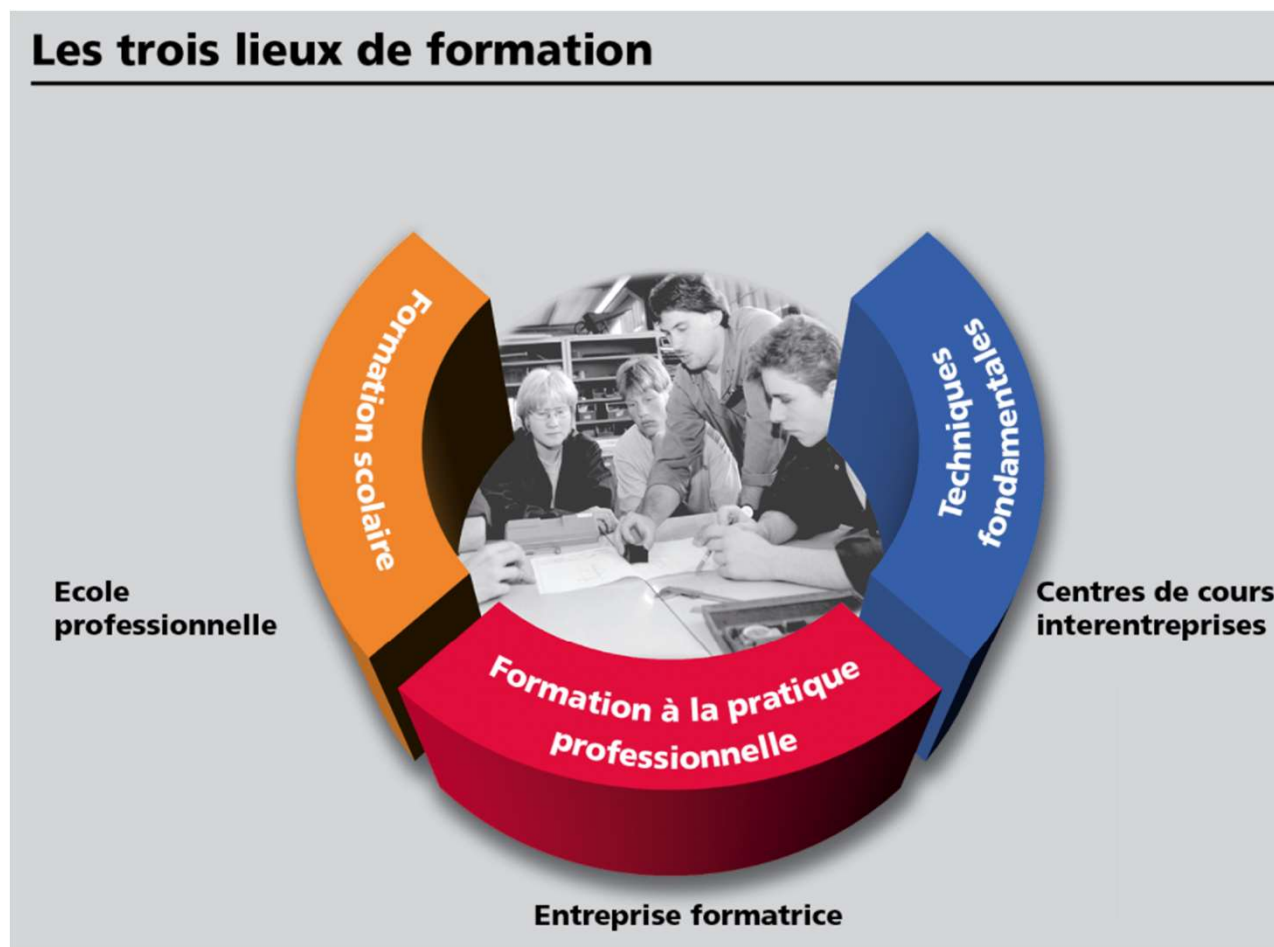 Les trois lieux de formation
Formation scolaire
Techniques
fondamentales
Ecole
professionnelle
Centres de cours
interentreprises
Formation à la pratique
professionnelle
Entreprise formatrice